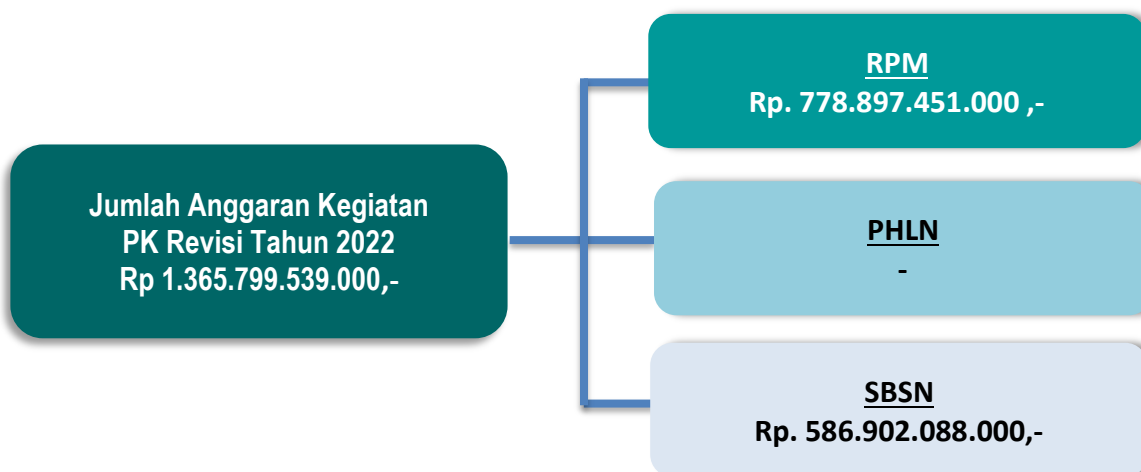 Jumlah Anggaran Kegiatan
PK Revisi Tahun 2022
Rp 1.365.799.539.000,-
RPM
Rp. 778.897.451.000 ,-
PHLN
-
SBSN
Rp. 586.902.088.000,-